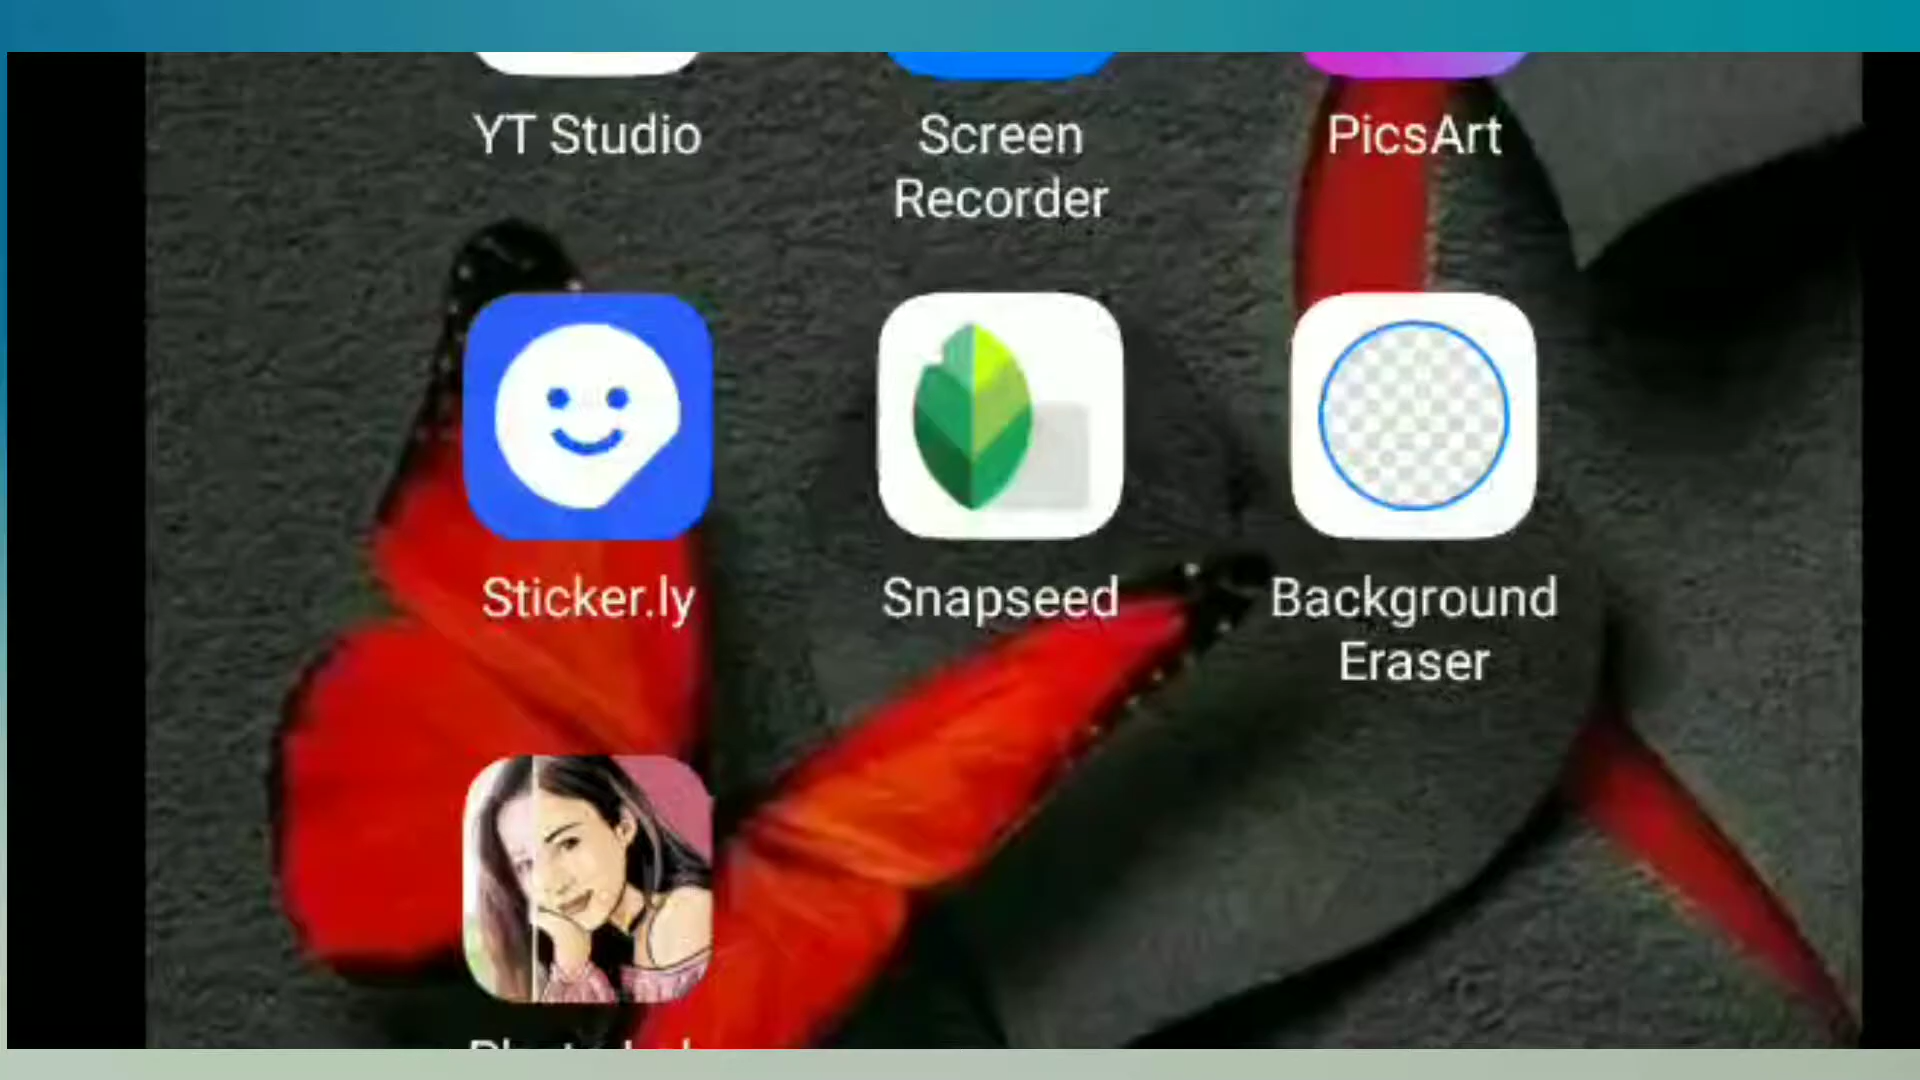 YT Studio
Screen
Recorder
PicsArt
Sticker.ly
Snapseed
Background
Eraser